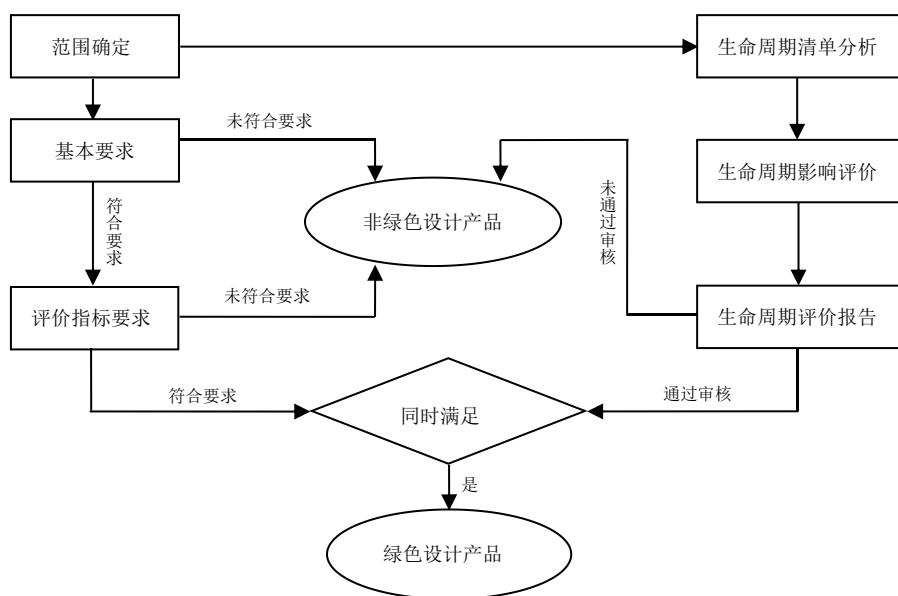 范围确定
生命周期清单分析
未符合要求
基本要求
生命周期影响评价
符合要求
未通过审核
非绿色设计产品
评价指标要求
未符合要求
生命周期评价报告
符合要求
通过审核
同时满足
是
绿色设计产品